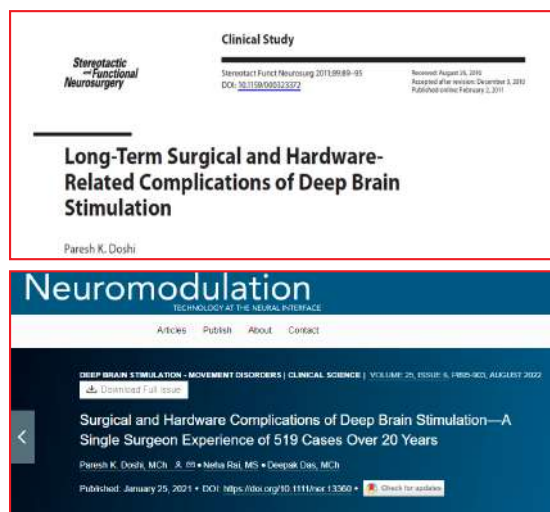 Clinical Study
Stereotactic
and Functional
Neurosurgery
Stereotact Funct Neurosurg 2011;89:89–95
DOI: 10.1159/000323372
Received: August 26, 2010
Accepted after revision: December 3, 2010
Published online: February 2, 2011
Long-Term Surgical and Hardware-
Related Complications of Deep Brain
Stimulation
Paresh K. Doshi
Neuromodulation
TECHNOLOGY AT THE NEURAL INTERFACE
Articles Publish About Contact
DEEP BRAIN STIMULATION - MOVEMENT DISORDERS | CLINICAL SCIENCE | VOLUME 25, ISSUE 6, P895-903, AUGUST 2022
Download Full Issue
Surgical and Hardware Complications of Deep Brain Stimulation—A
Single Surgeon Experience of 519 Cases Over 20 Years
Paresh K. Doshi, MCh • Neha Rai, MS • Deepak Das, MCh
Published: January 25, 2021 • DOI: https://doi.org/10.1111/ner.13360 • Check for updates